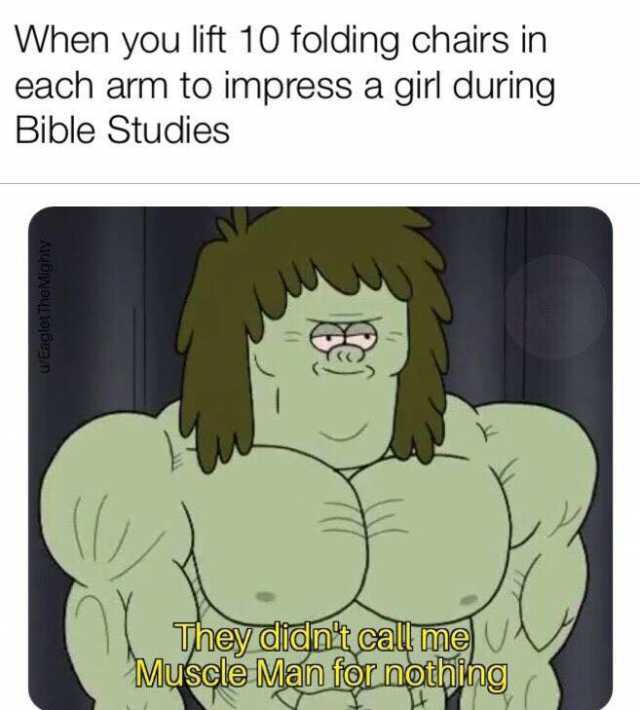 When you lift 10 folding chairs in
each arm to impress a girl during
Bible Studies
u/EagletTheMighty
They didn't call me
Muscle Man for nothing